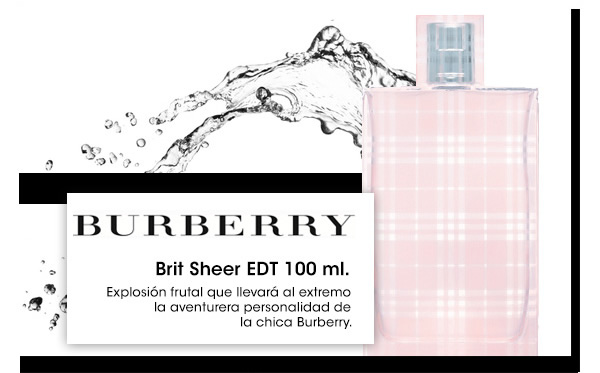 BURBERRY
Brit Sheer EDT 100 ml.
Explosión frutal que llevará al extremo
la aventurera personalidad de
la chica Burberry.